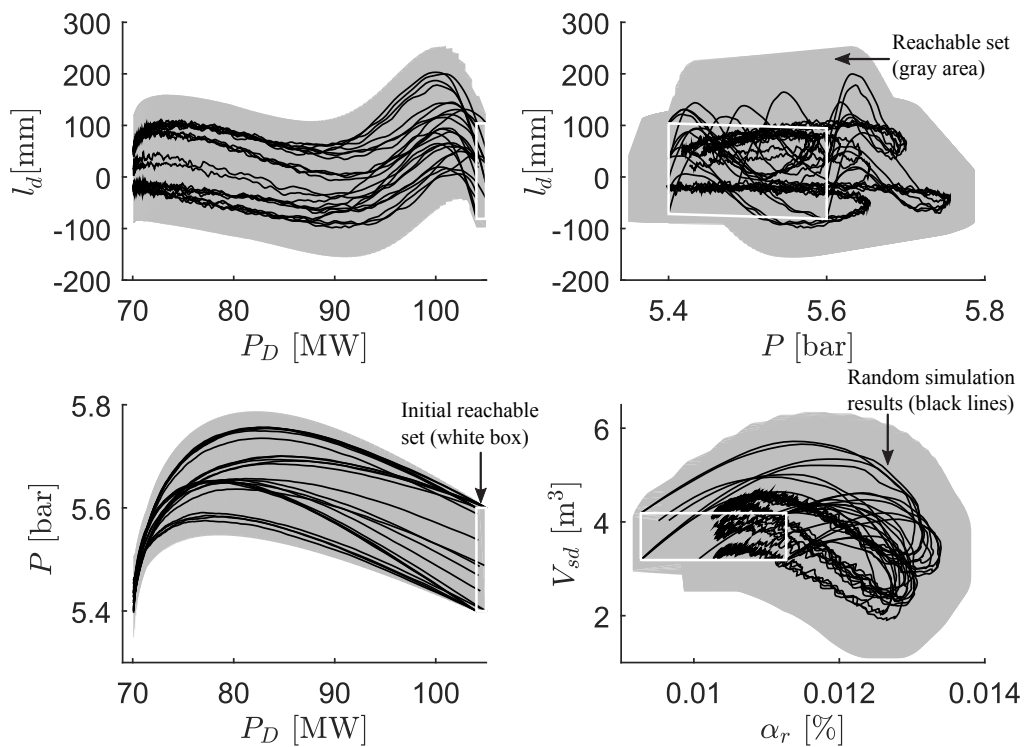 300
200
100
0
-100
-200
l_d [mm]
70 80 90 100
P_D [MW]
300
200
100
0
-100
-200
l_d [mm]
Reachable set
(gray area)
5.4 5.6 5.8
P [bar]
5.8
5.6
5.4
P [bar]
Initial reachable
set (white box)
70 80 90 100
P_D [MW]
Random simulation
results (black lines)
6
4
2
V_{sd} [m^3]
0.01 0.012 0.014
α_r [%]